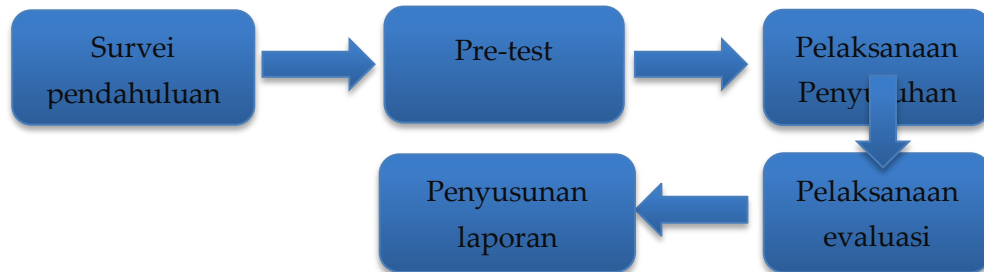 Survei
pendahuluan
Pre-test
Pelaksanaan
Penyuluhan
Pelaksanaan
evaluasi
Penyusunan
laporan